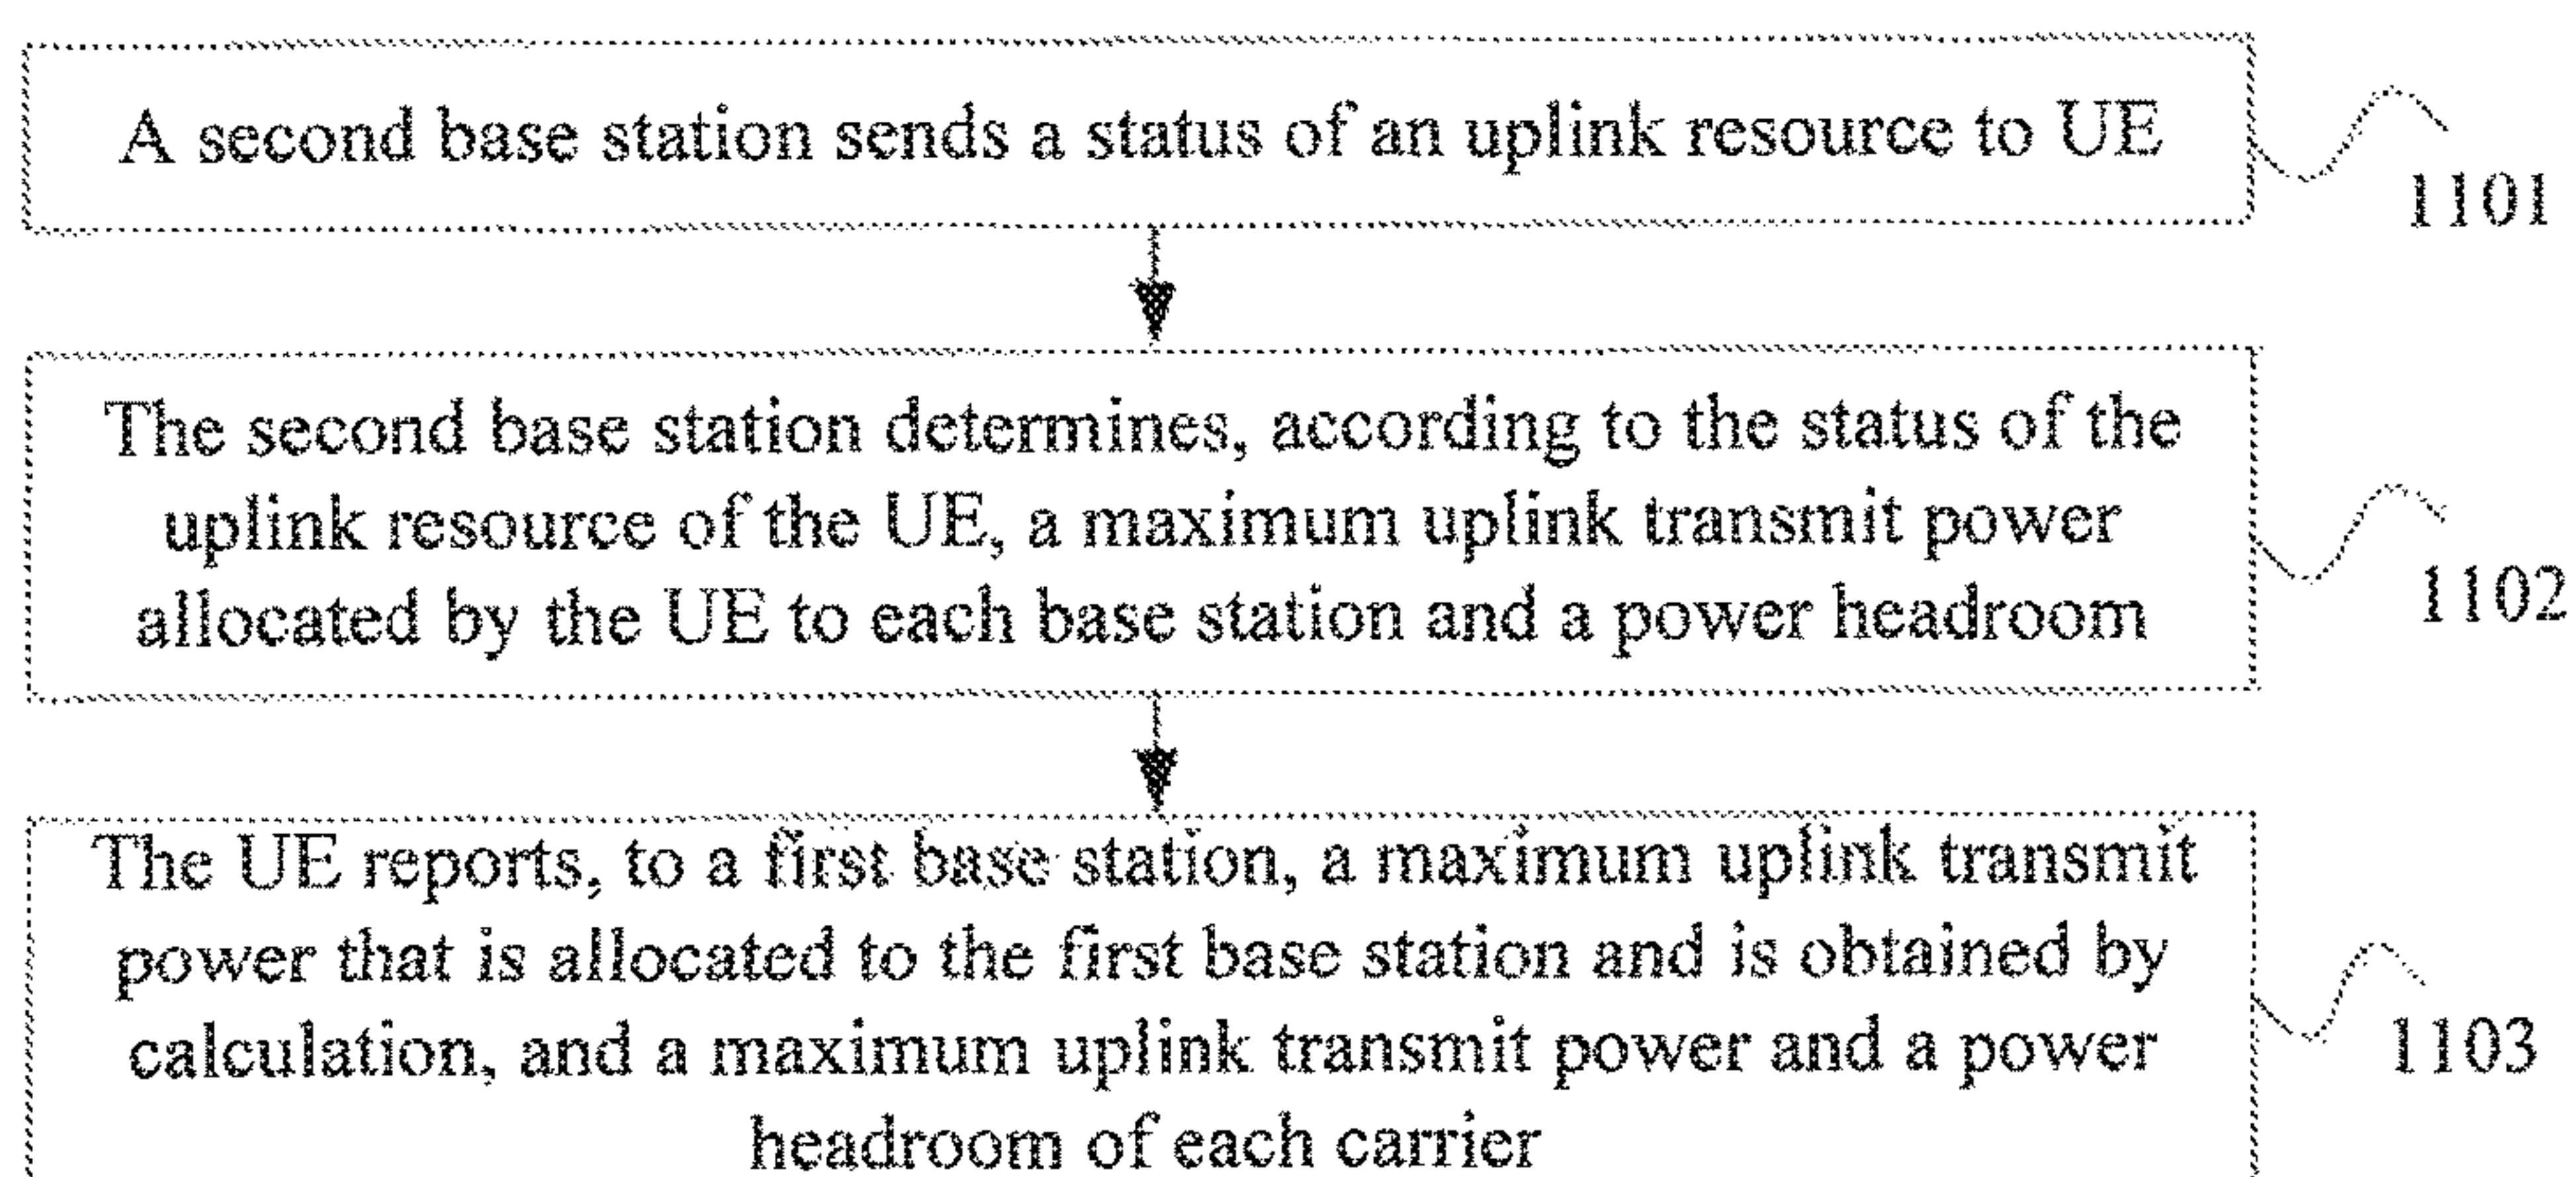 A second base station sends a status of an uplink resource to UE
1101
The second base station determines, according to the status of the
uplink resource of the UE, a maximum uplink transmit power
allocated by the UE to each base station and a power headroom
1102
The UE reports, to a first base station, a maximum uplink transmit
power that is allocated to the first base station and is obtained by
calculation, and a maximum uplink transmit power and a power
headroom of each carrier
1103